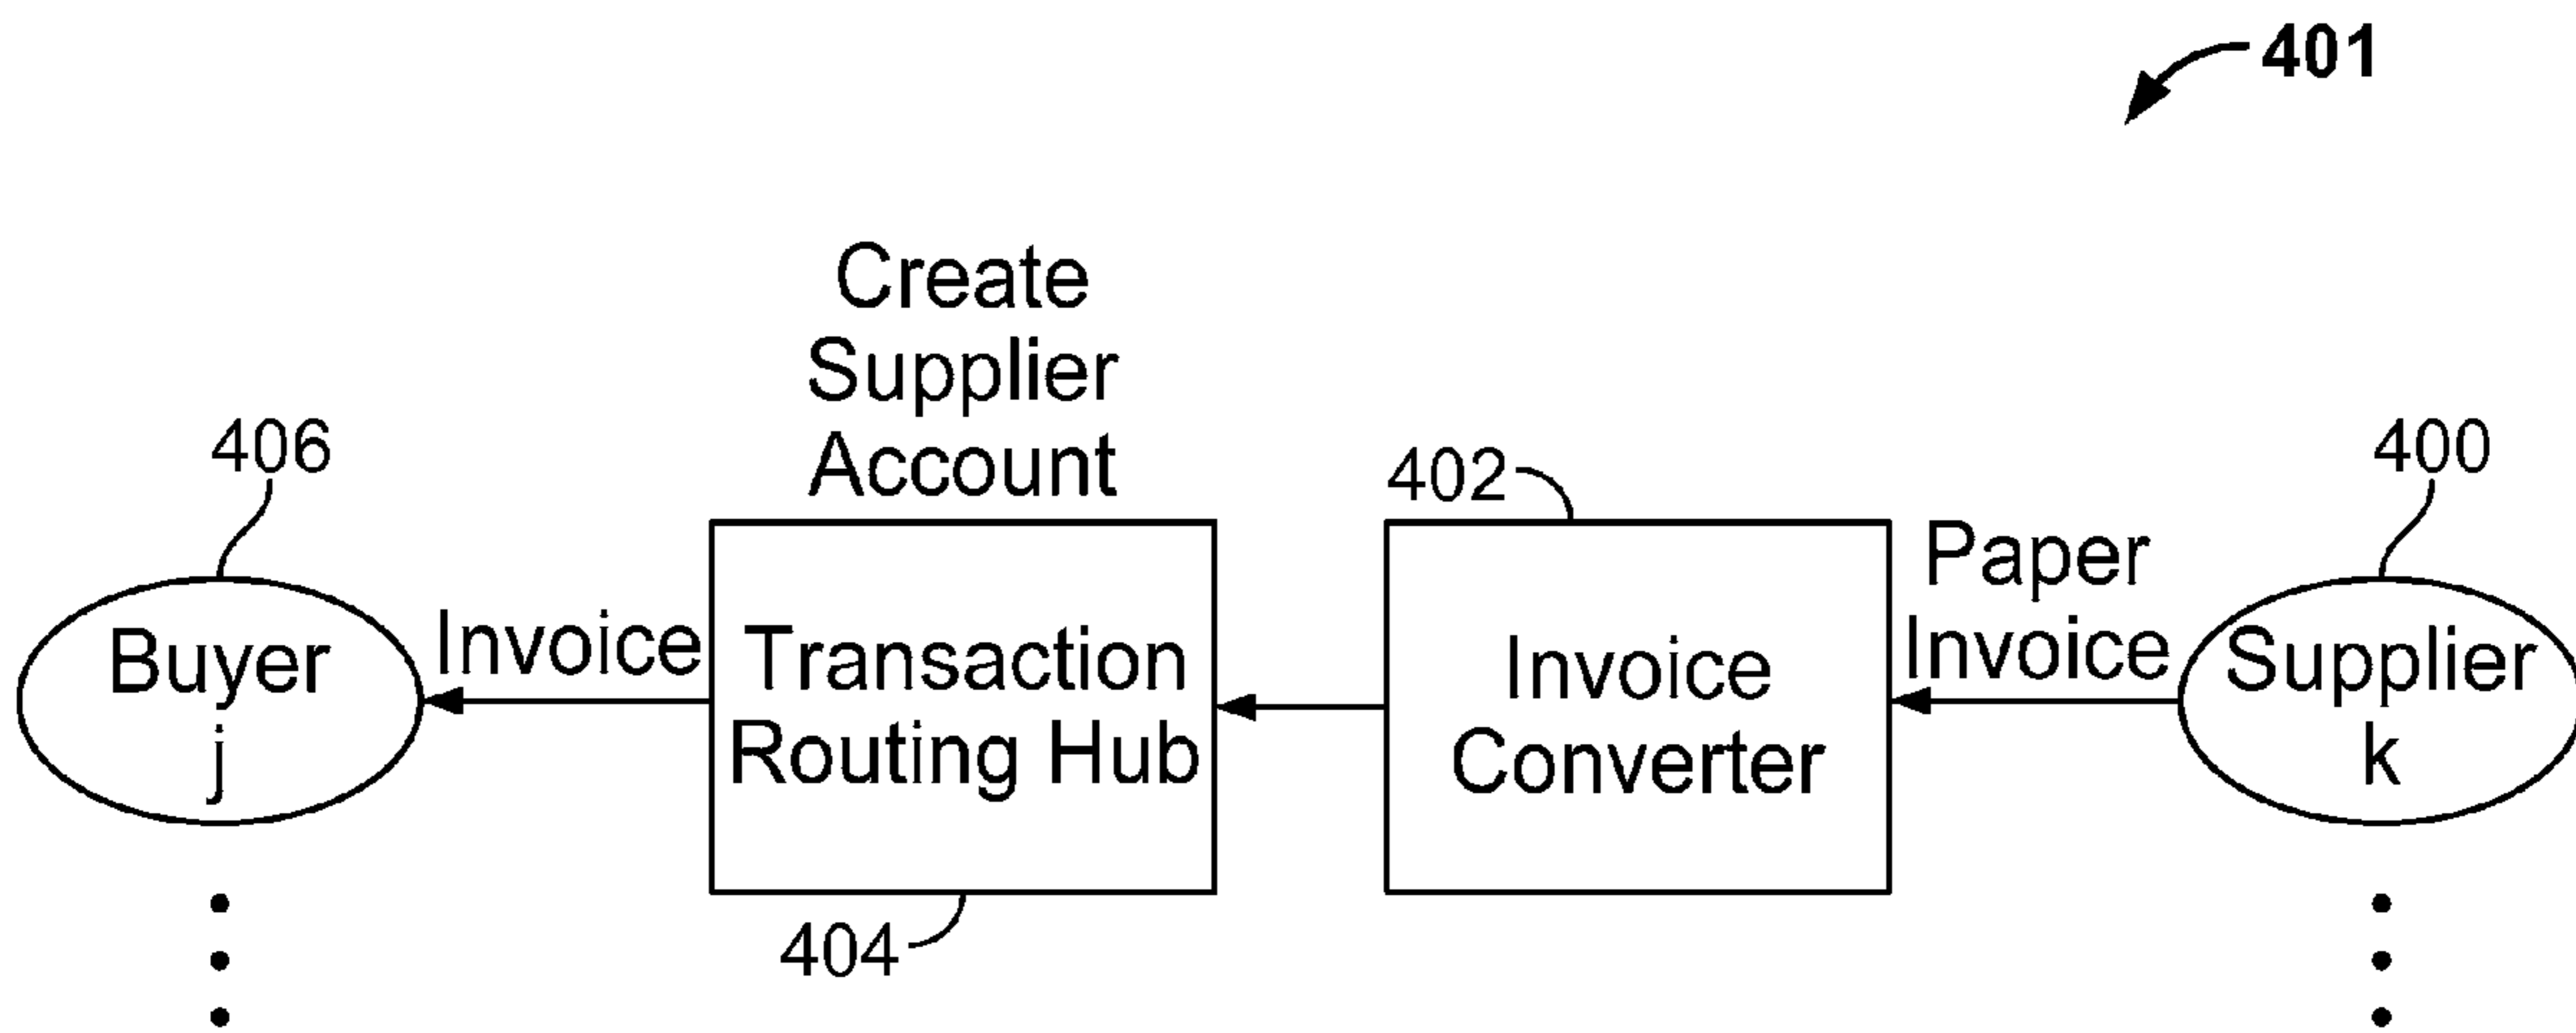 401
Create
Supplier
Account
406
402
400
Buyer
j
Invoice
Transaction
Routing Hub
Invoice
Converter
Paper
Invoice
Supplier
k
404